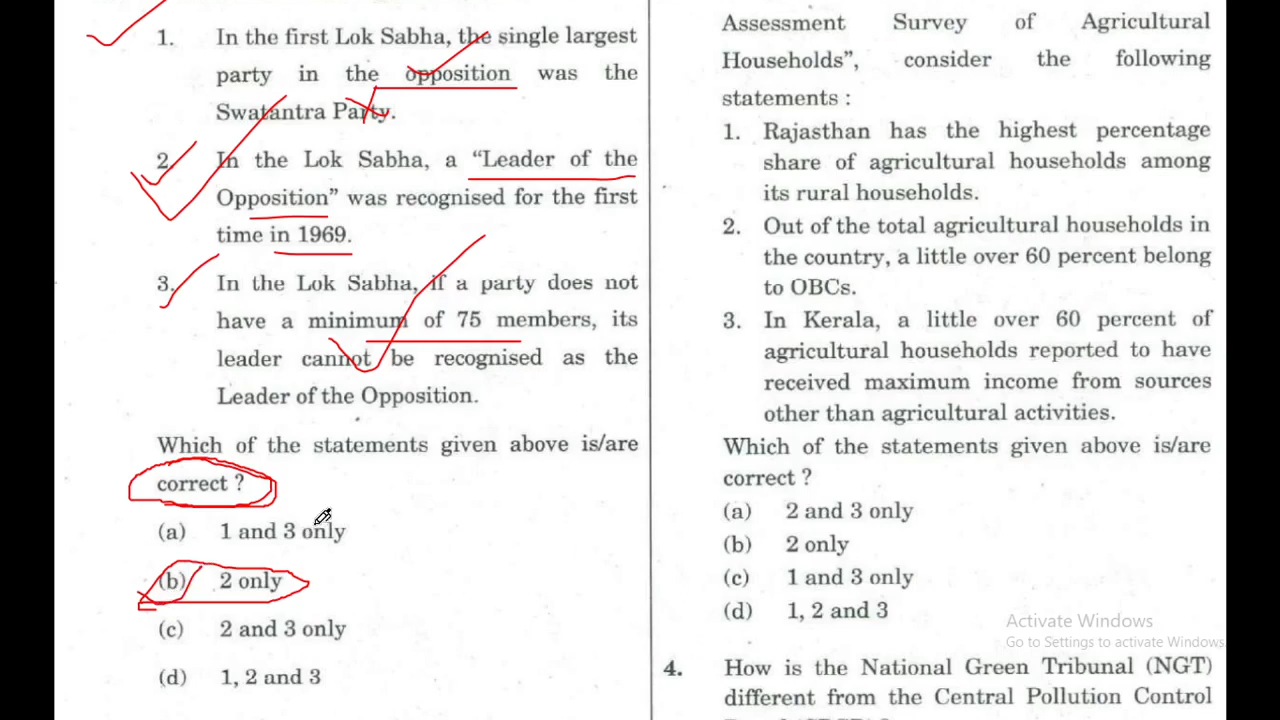 1. In the first Lok Sabha, the single largest
party in the opposition was the
Swatantra Party.
2. In the Lok Sabha, a “Leader of the
Opposition” was recognised for the first
time in 1969.
3. In the Lok Sabha, if a party does not
have a minimum of 75 members, its
leader cannot be recognised as the
Leader of the Opposition.
Which of the statements given above is/are
correct ?
(a) 1 and 3 only
(b) 2 only
(c) 2 and 3 only
(d) 1, 2 and 3
Assessment Survey of Agricultural
Households”, consider the following
statements :
1. Rajasthan has the highest percentage
share of agricultural households among
its rural households.
2. Out of the total agricultural households in
the country, a little over 60 percent belong
to OBCs.
3. In Kerala, a little over 60 percent of
agricultural households reported to have
received maximum income from sources
other than agricultural activities.
Which of the statements given above is/are
correct ?
(a) 2 and 3 only
(b) 2 only
(c) 1 and 3 only
(d) 1, 2 and 3
4. How is the National Green Tribunal (NGT)
different from the Central Pollution Control
Activate Windows
Go to Settings to activate Windows.